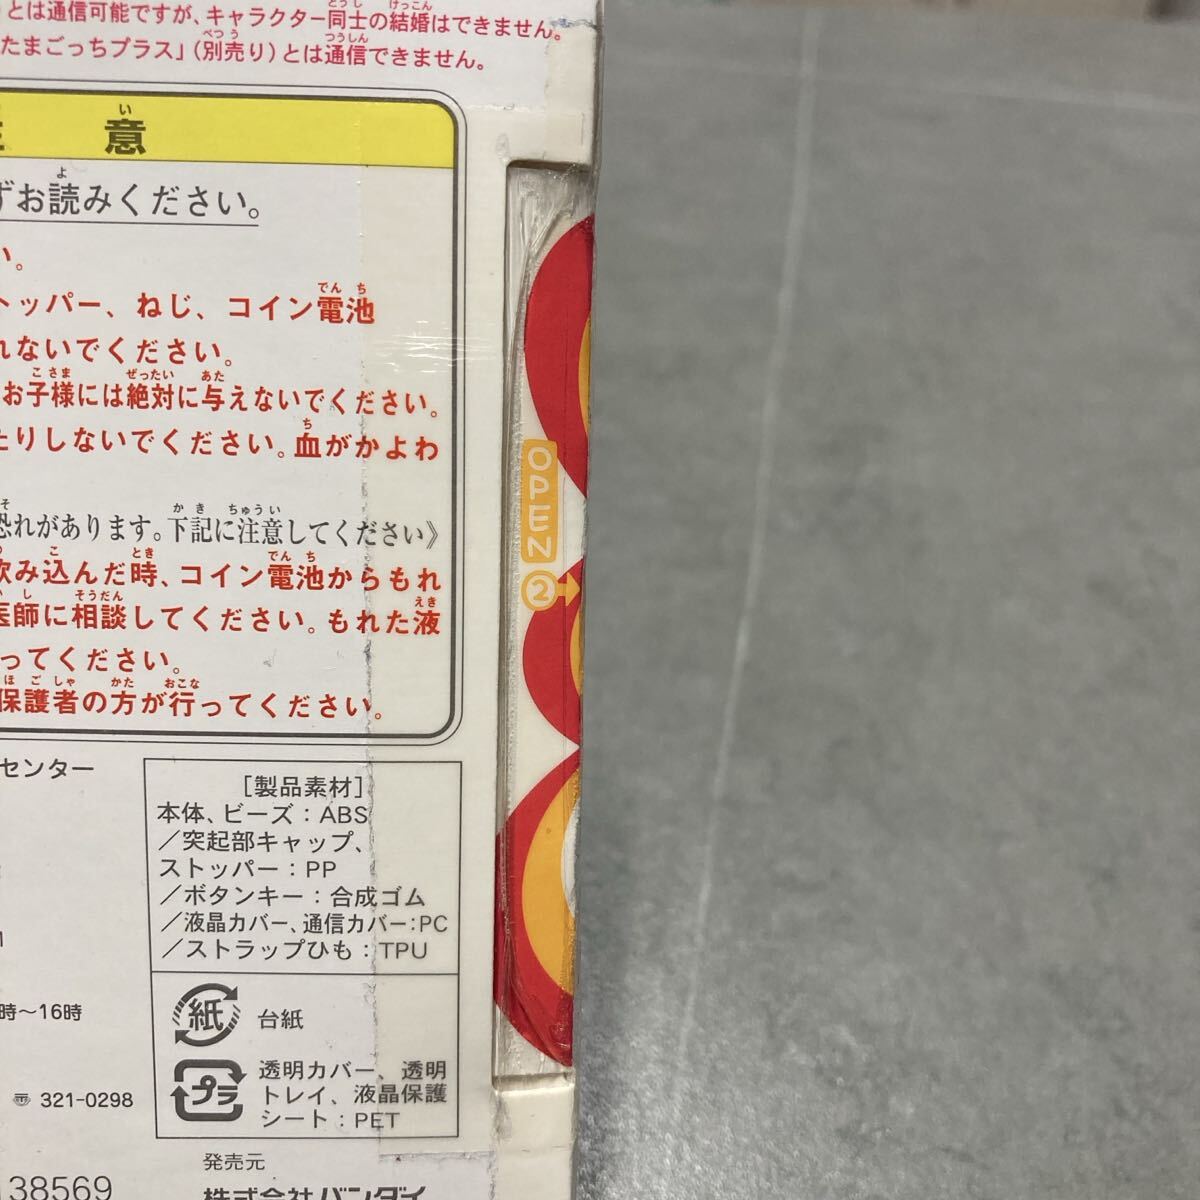 とは通信可能ですが、キャラクター同士の結婚はできません。
たまごっちプラス」(別売り)とは通信できません。
意
ずお読みください。
い。
トッパー、ねじ、コイン電池
れないでください。
お子様には絶対に与えないでください。
たりしないでください。血がかよわ
恐れがあります。下記に注意してください》
飲み込んだ時、コイン電池からもれ
医師に相談してください。もれた液
ってください。
保護者の方が行ってください。
OPEN
2
センター
[製品素材]
本体、ビーズ：ABS
／突起部キャップ、
ストッパー：PP
／ボタンキー：合成ゴム
／液晶カバー、通信カバー：PC
／ストラップひも：TPU
時～16時
紙
台紙
プラ
透明カバー、透明
トレイ、液晶保護
シート：PET
〠 321-0298
発売元
138569
株式会社バンダイ